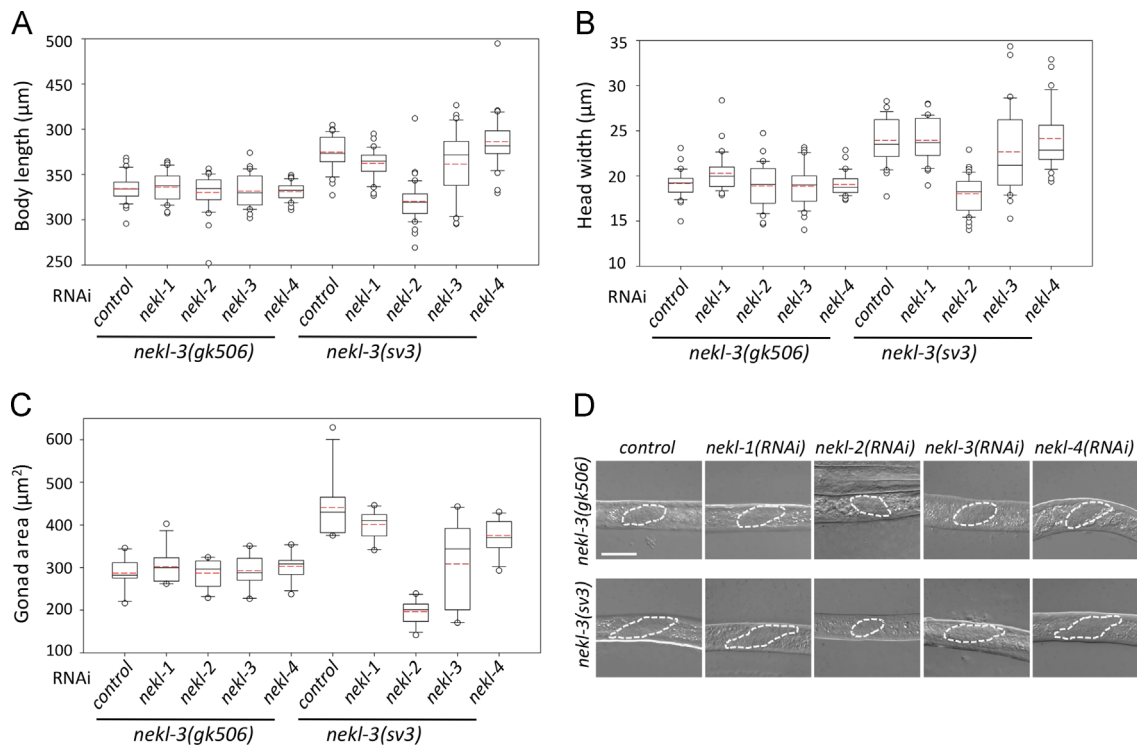 A
Body length (µm)
500
450
300
350
300
250
RNAi
control
nekl-1
nekl-2
nekl-3
nekl-4
control
nekl-1
nekl-2
nekl-3
nekl-4
nekl-3(gk506)
nekl-3(sv3)
B
Head width (µm)
35
30
25
20
15
10
RNAi
control
nekl-1
nekl-2
nekl-3
nekl-4
control
nekl-1
nekl-2
nekl-3
nekl-4
nekl-3(gk506)
nekl-3(sv3)
C
Gonad area (µm²)
600
500
400
300
200
100
RNAi
control
nekl-1
nekl-2
nekl-3
nekl-4
control
nekl-1
nekl-2
nekl-3
nekl-4
nekl-3(gk506)
nekl-3(sv3)
D
control
nekl-1(RNAi)
nekl-2(RNAi)
nekl-3(RNAi)
nekl-4(RNAi)
nekl-3(gk506)
nekl-3(sv3)